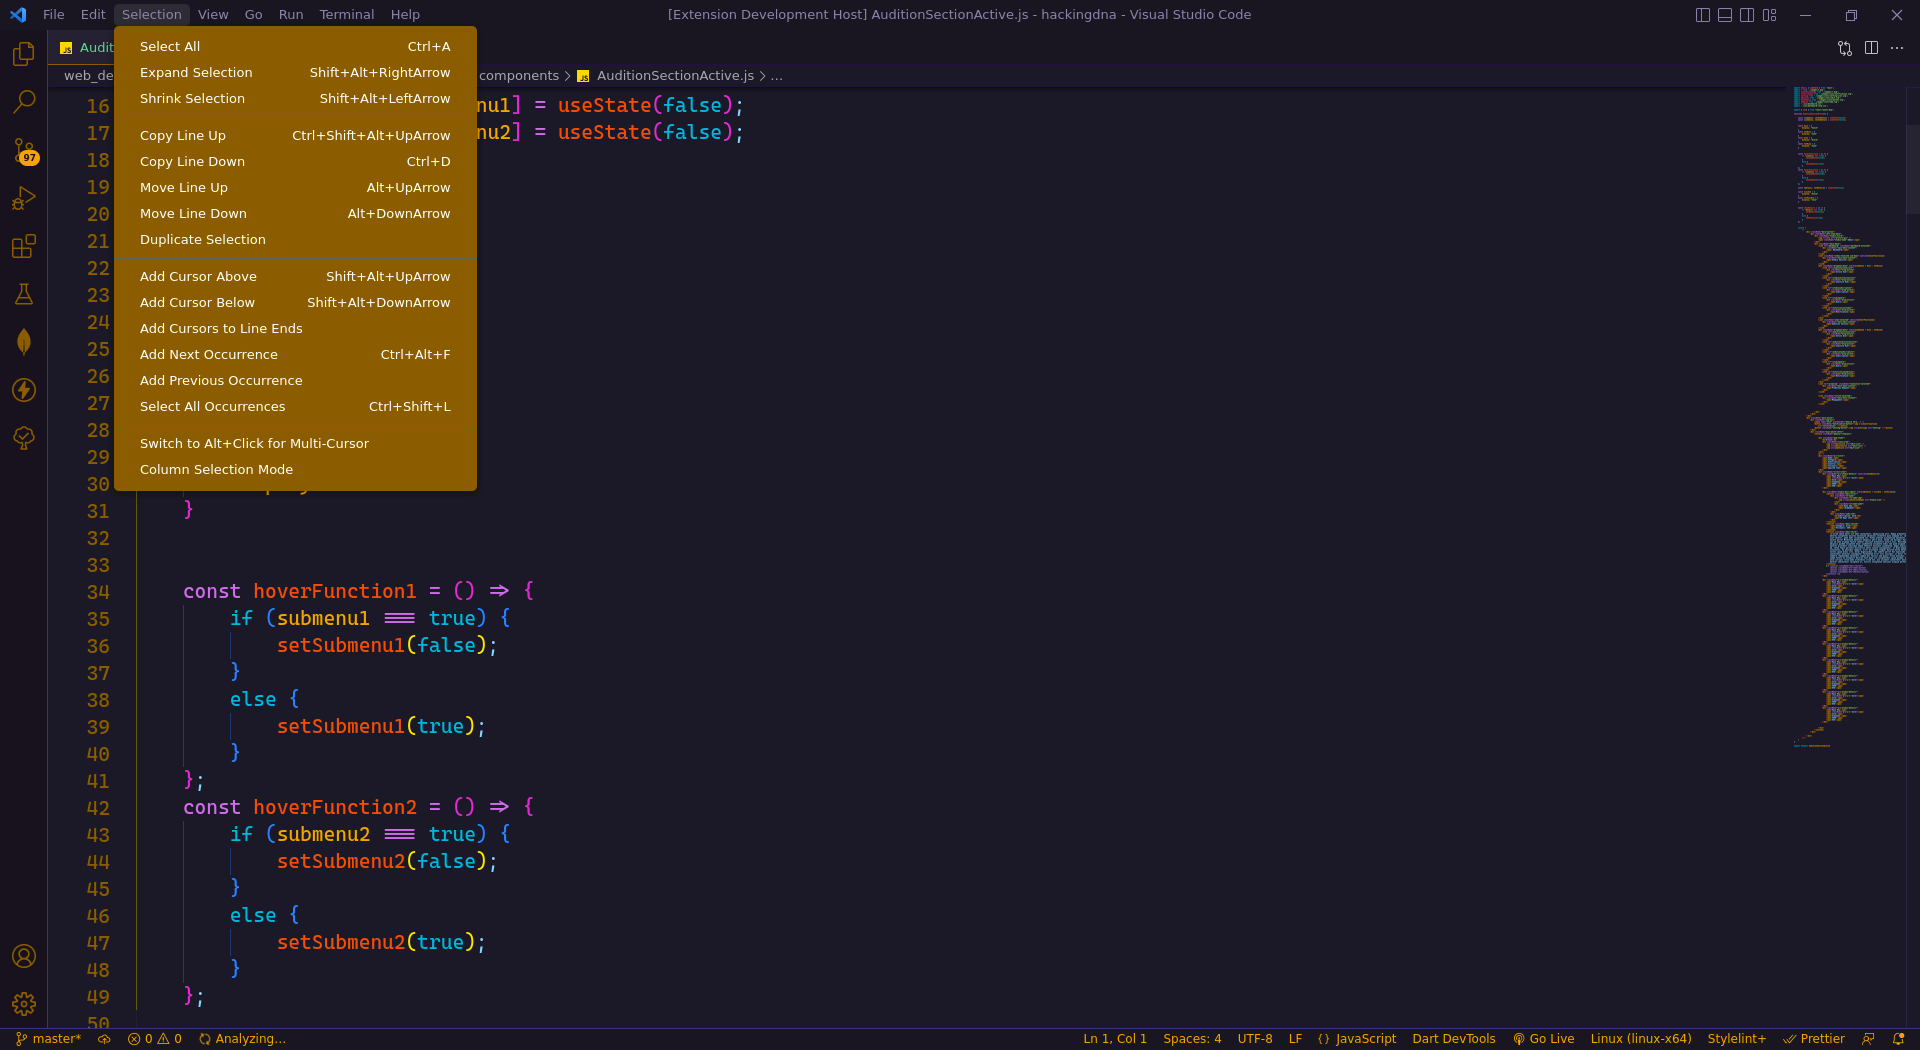 File Edit Selection View Go Run Terminal Help
[Extension Development Host] AuditionSectionActive.js - hackingdna - Visual Studio Code
JS Audit
web_de
components > JS AuditionSectionActive.js > ...
Select All Ctrl+A
Expand Selection Shift+Alt+RightArrow
Shrink Selection Shift+Alt+LeftArrow
Copy Line Up Ctrl+Shift+Alt+UpArrow
Copy Line Down Ctrl+D
Move Line Up Alt+UpArrow
Move Line Down Alt+DownArrow
Duplicate Selection
Add Cursor Above Shift+Alt+UpArrow
Add Cursor Below Shift+Alt+DownArrow
Add Cursors to Line Ends
Add Next Occurrence Ctrl+Alt+F
Add Previous Occurrence
Select All Occurrences Ctrl+Shift+L
Switch to Alt+Click for Multi-Cursor
Column Selection Mode
97
16 nu1] = useState(false);
17 nu2] = useState(false);
18
19
20
21
22
23
24
25
26
27
28
29
30
31 }
32
33
34 const hoverFunction1 = () => {
35 if (submenu1 === true) {
36 setSubmenu1(false);
37 }
38 else {
39 setSubmenu1(true);
40 }
41 };
42 const hoverFunction2 = () => {
43 if (submenu2 === true) {
44 setSubmenu2(false);
45 }
46 else {
47 setSubmenu2(true);
48 }
49 };
50
master* 0 0 Analyzing... Ln 1, Col 1 Spaces: 4 UTF-8 LF {} JavaScript Dart DevTools Go Live Linux (linux-x64) Stylelint+ Prettier